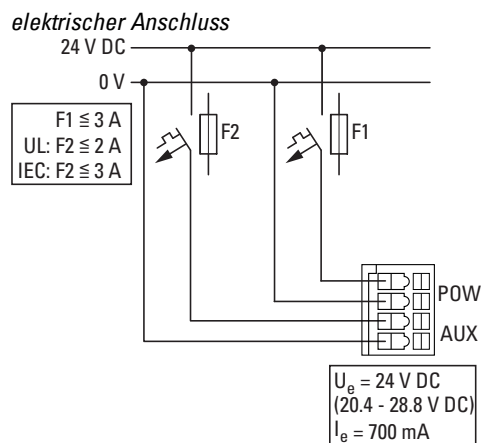 elektrischer Anschluss
24 V DC
0 V
F1 ≦ 3 A
UL: F2 ≦ 2 A
IEC: F2 ≦ 3 A
F2
F1
POW
AUX
Ue = 24 V DC
(20.4 - 28.8 V DC)
Ie = 700 mA